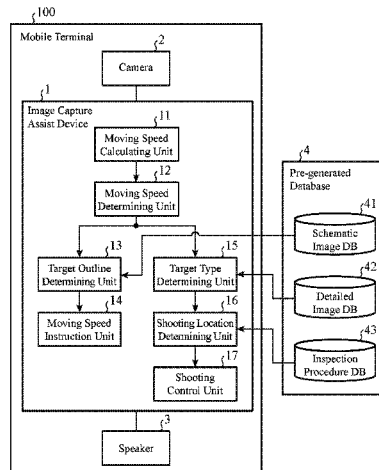 100
Mobile Terminal
2
Camera
1
Image Capture
Assist Device
11
Moving Speed
Calculating Unit
12
Moving Speed
Determining Unit
13
Target Outline
Determining Unit
14
Moving Speed
Instruction Unit
15
Target Type
Determining Unit
16
Shooting Location
Determining Unit
17
Shooting
Control Unit
3
Speaker
4
Pre-generated
Database
41
Schematic
Image DB
42
Detailed
Image DB
43
Inspection
Procedure DB